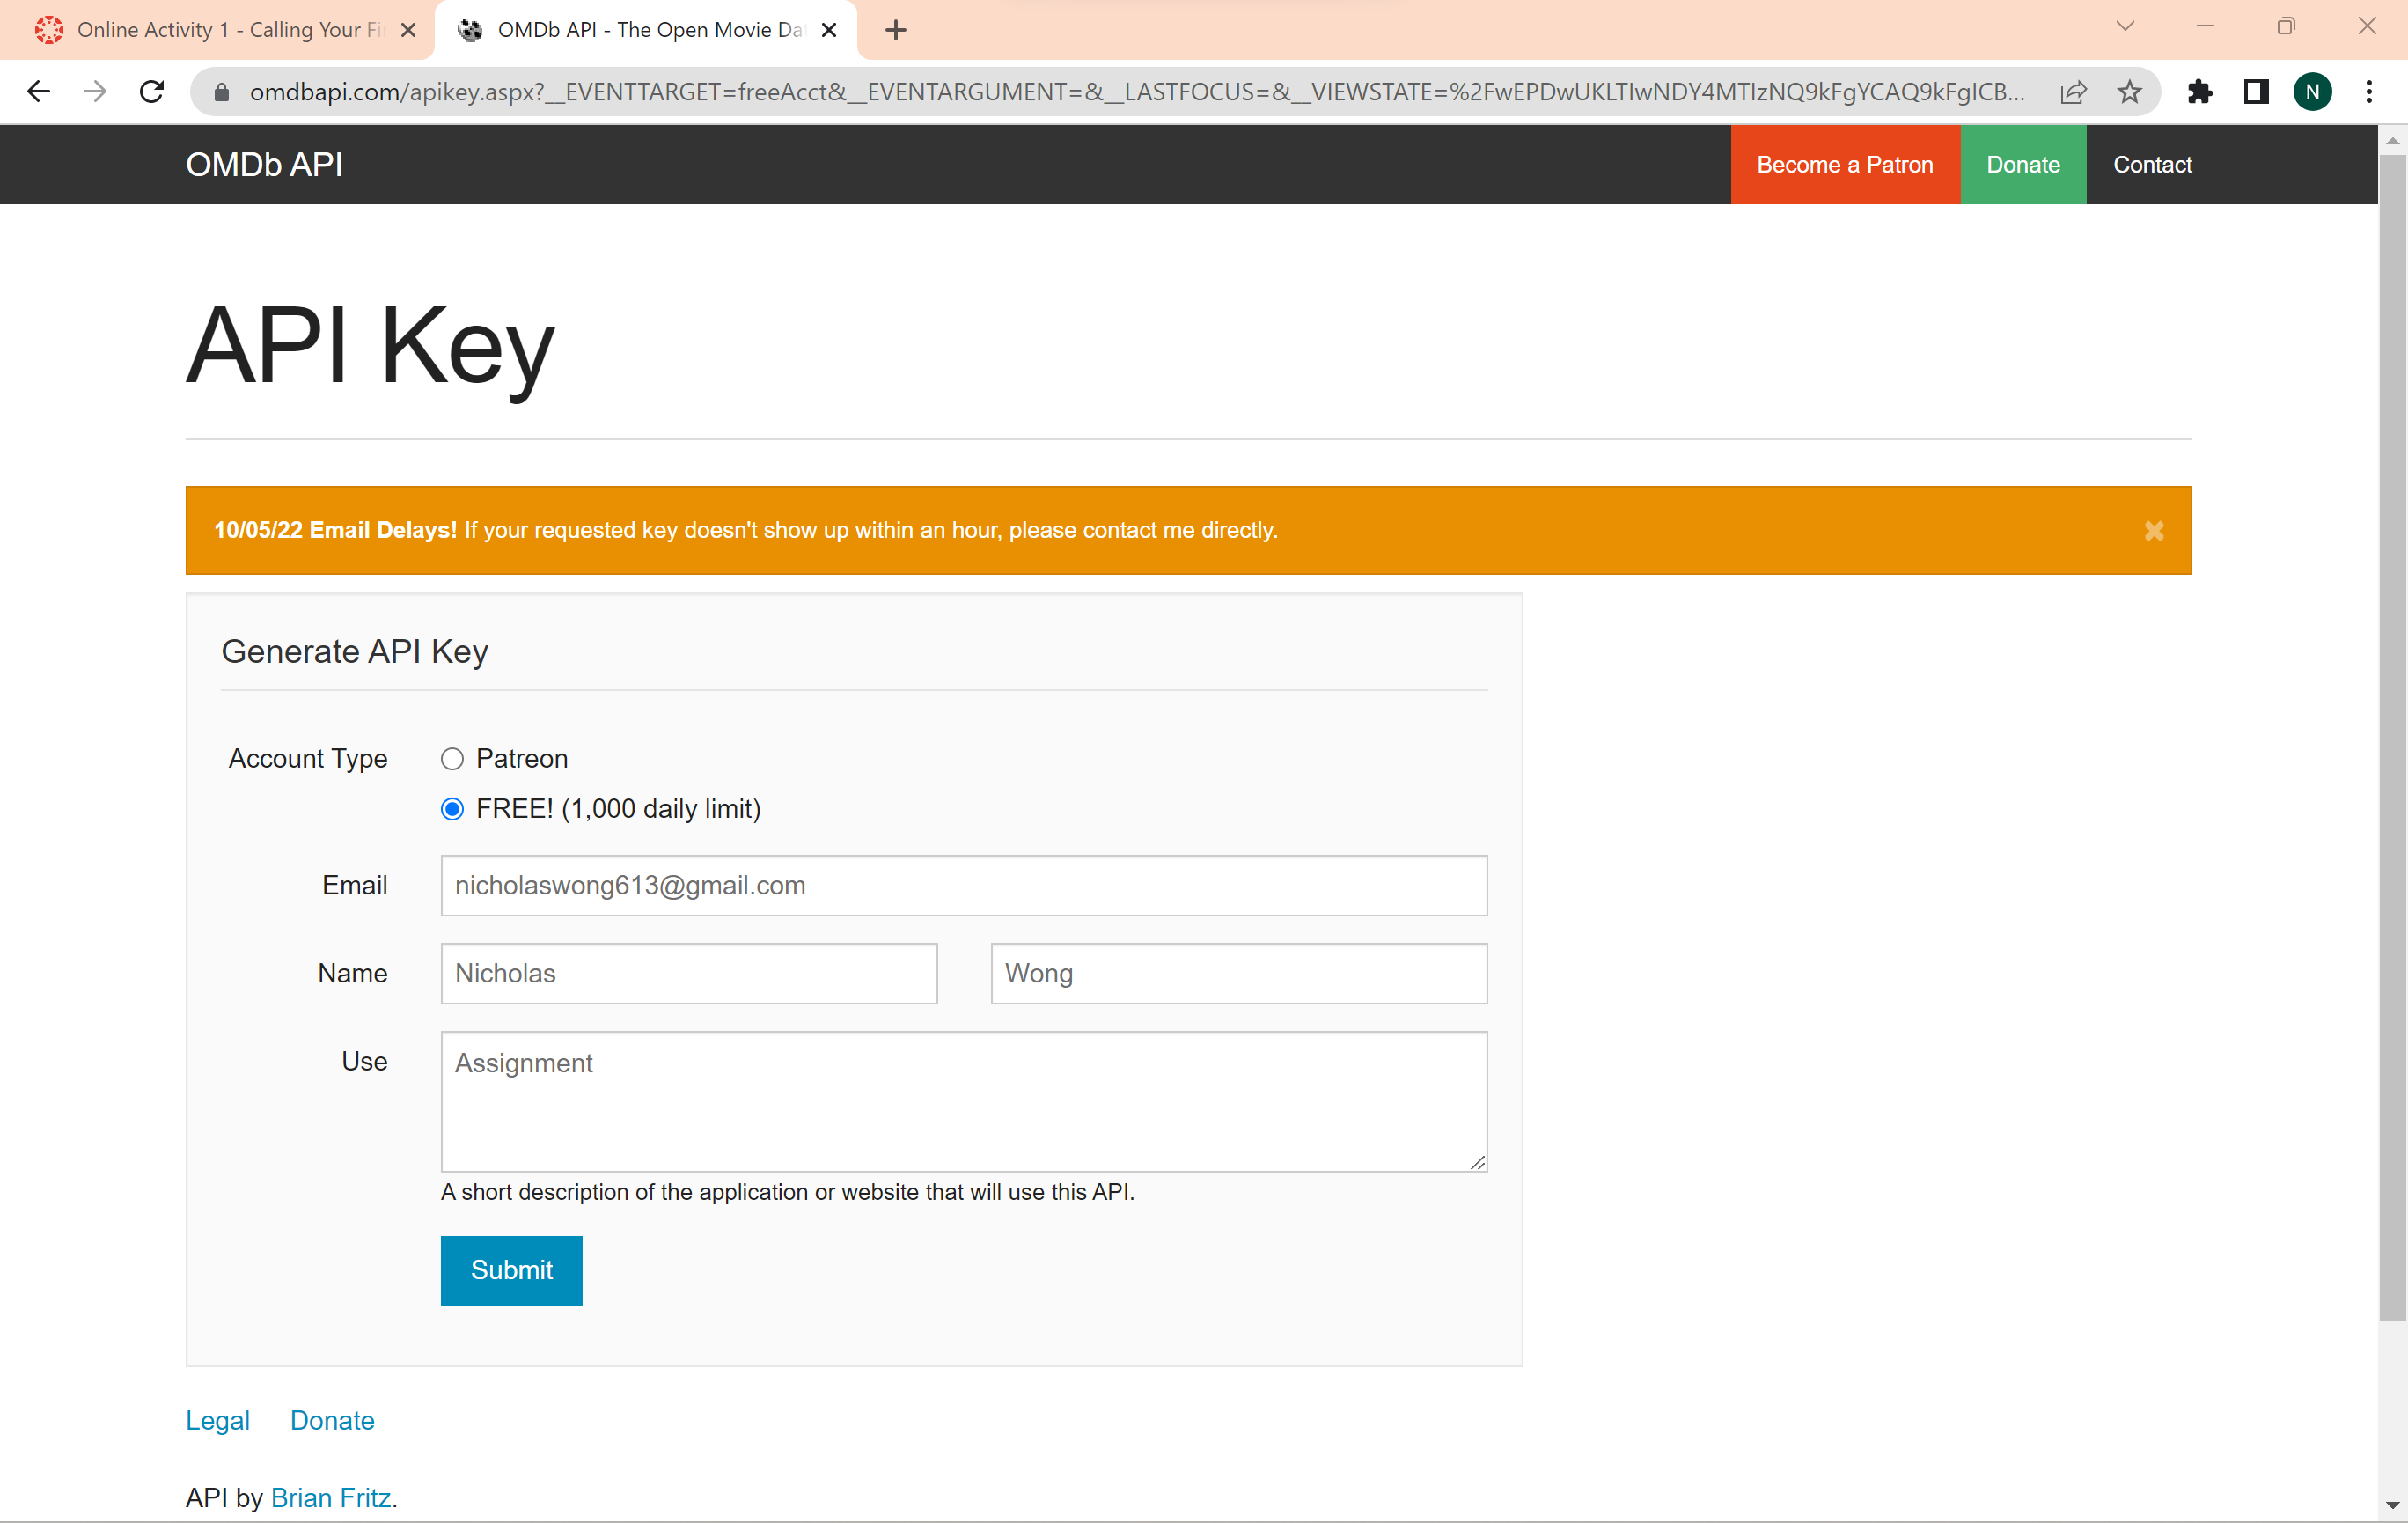 Online Activity 1 - Calling Your Fi
OMDb API - The Open Movie Da
omdbapi.com/apikey.aspx?__EVENTTARGET=freeAcct&__EVENTARGUMENT=&__LASTFOCUS=&__VIEWSTATE=%2FwEPDwUKLTIwNDY4MTIzNQ9kFgYCAQ9kFgICB...
N
OMDb API
Become a Patron
Donate
Contact
API Key
10/05/22 Email Delays! If your requested key doesn't show up within an hour, please contact me directly.
Generate API Key
Account Type
Patreon
FREE! (1,000 daily limit)
Email
nicholaswong613@gmail.com
Name
Nicholas
Wong
Use
Assignment
A short description of the application or website that will use this API.
Submit
Legal
Donate
API by Brian Fritz.